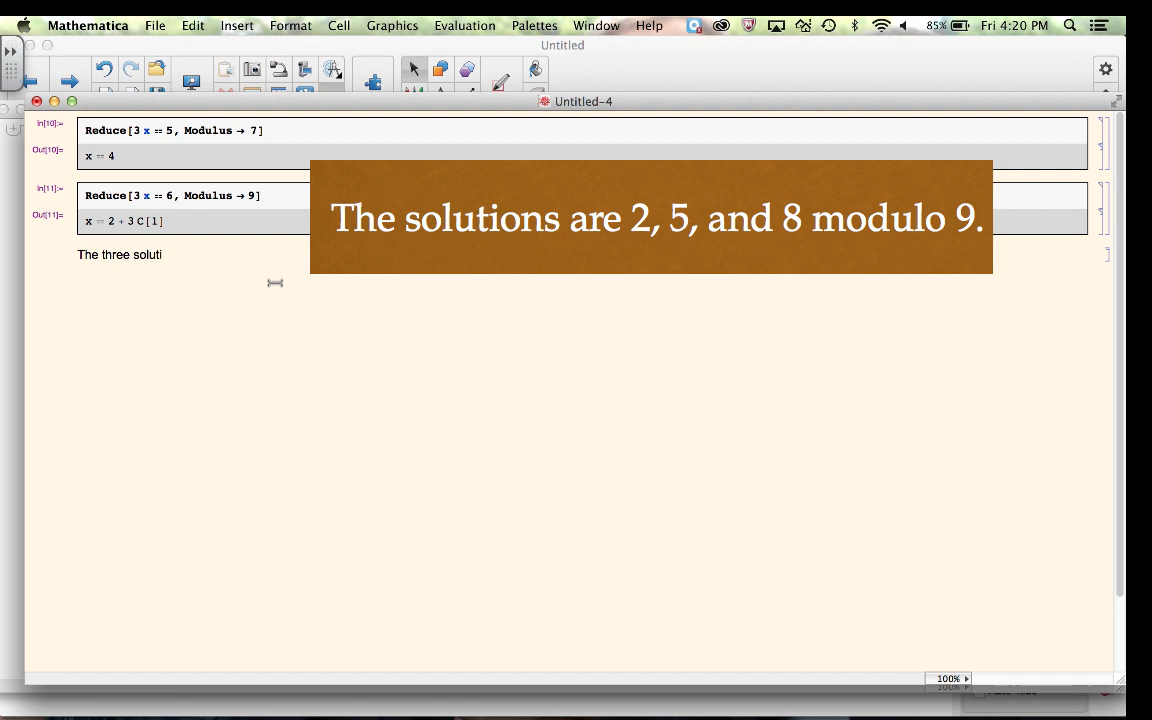 Mathematica File Edit Insert Format Cell Graphics Evaluation Palettes Window Help 85% Fri 4:20 PM
Untitled
Untitled-4
In[10]:= Reduce[3 x == 5, Modulus → 7]
Out[10]= x == 4
In[11]:= Reduce[3 x == 6, Modulus → 9]
Out[11]= x == 2 + 3 C[1]
The solutions are 2, 5, and 8 modulo 9.
The three soluti
100%
100%